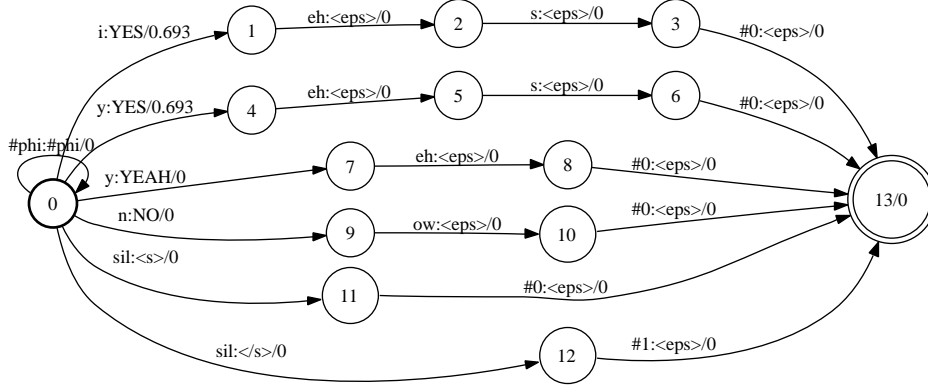 i:YES/0.693
1
eh:<eps>/0
2
s:<eps>/0
3
#0:<eps>/0
y:YES/0.693
4
eh:<eps>/0
5
s:<eps>/0
6
#0:<eps>/0
#phi:#phi/0
0
y:YEAH/0
7
eh:<eps>/0
8
#0:<eps>/0
13/0
n:NO/0
9
ow:<eps>/0
10
#0:<eps>/0
sil:<s>/0
11
#0:<eps>/0
sil:</s>/0
12
#1:<eps>/0